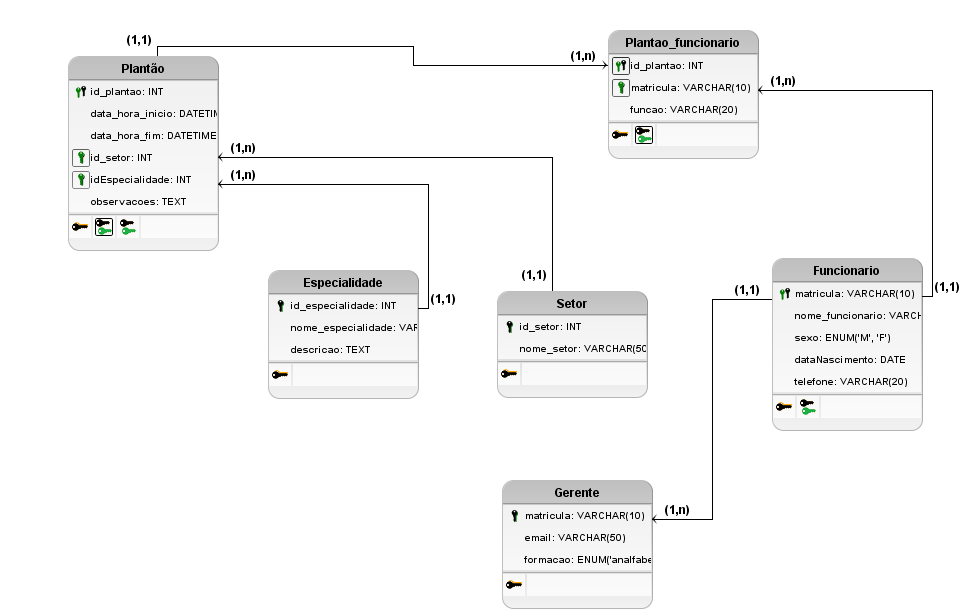 (1,1)
Plantão
id_plantao: INT
data_hora_inicio: DATETIM
data_hora_fim: DATETIME
id_setor: INT
idEspecialidade: INT
observacoes: TEXT
(1,n)
Plantao_funcionario
id_plantao: INT
matricula: VARCHAR(10)
funcao: VARCHAR(20)
(1,n)
(1,n)
(1,n)
(1,1)
Especialidade
id_especialidade: INT
nome_especialidade: VAR
descricao: TEXT
(1,1)
Setor
id_setor: INT
nome_setor: VARCHAR(50
(1,1)
Funcionario
matricula: VARCHAR(10)
nome_funcionario: VARCH
sexo: ENUM('M', 'F')
dataNascimento: DATE
telefone: VARCHAR(20)
(1,1)
Gerente
matricula: VARCHAR(10)
email: VARCHAR(50)
formacao: ENUM('analfabe
(1,n)